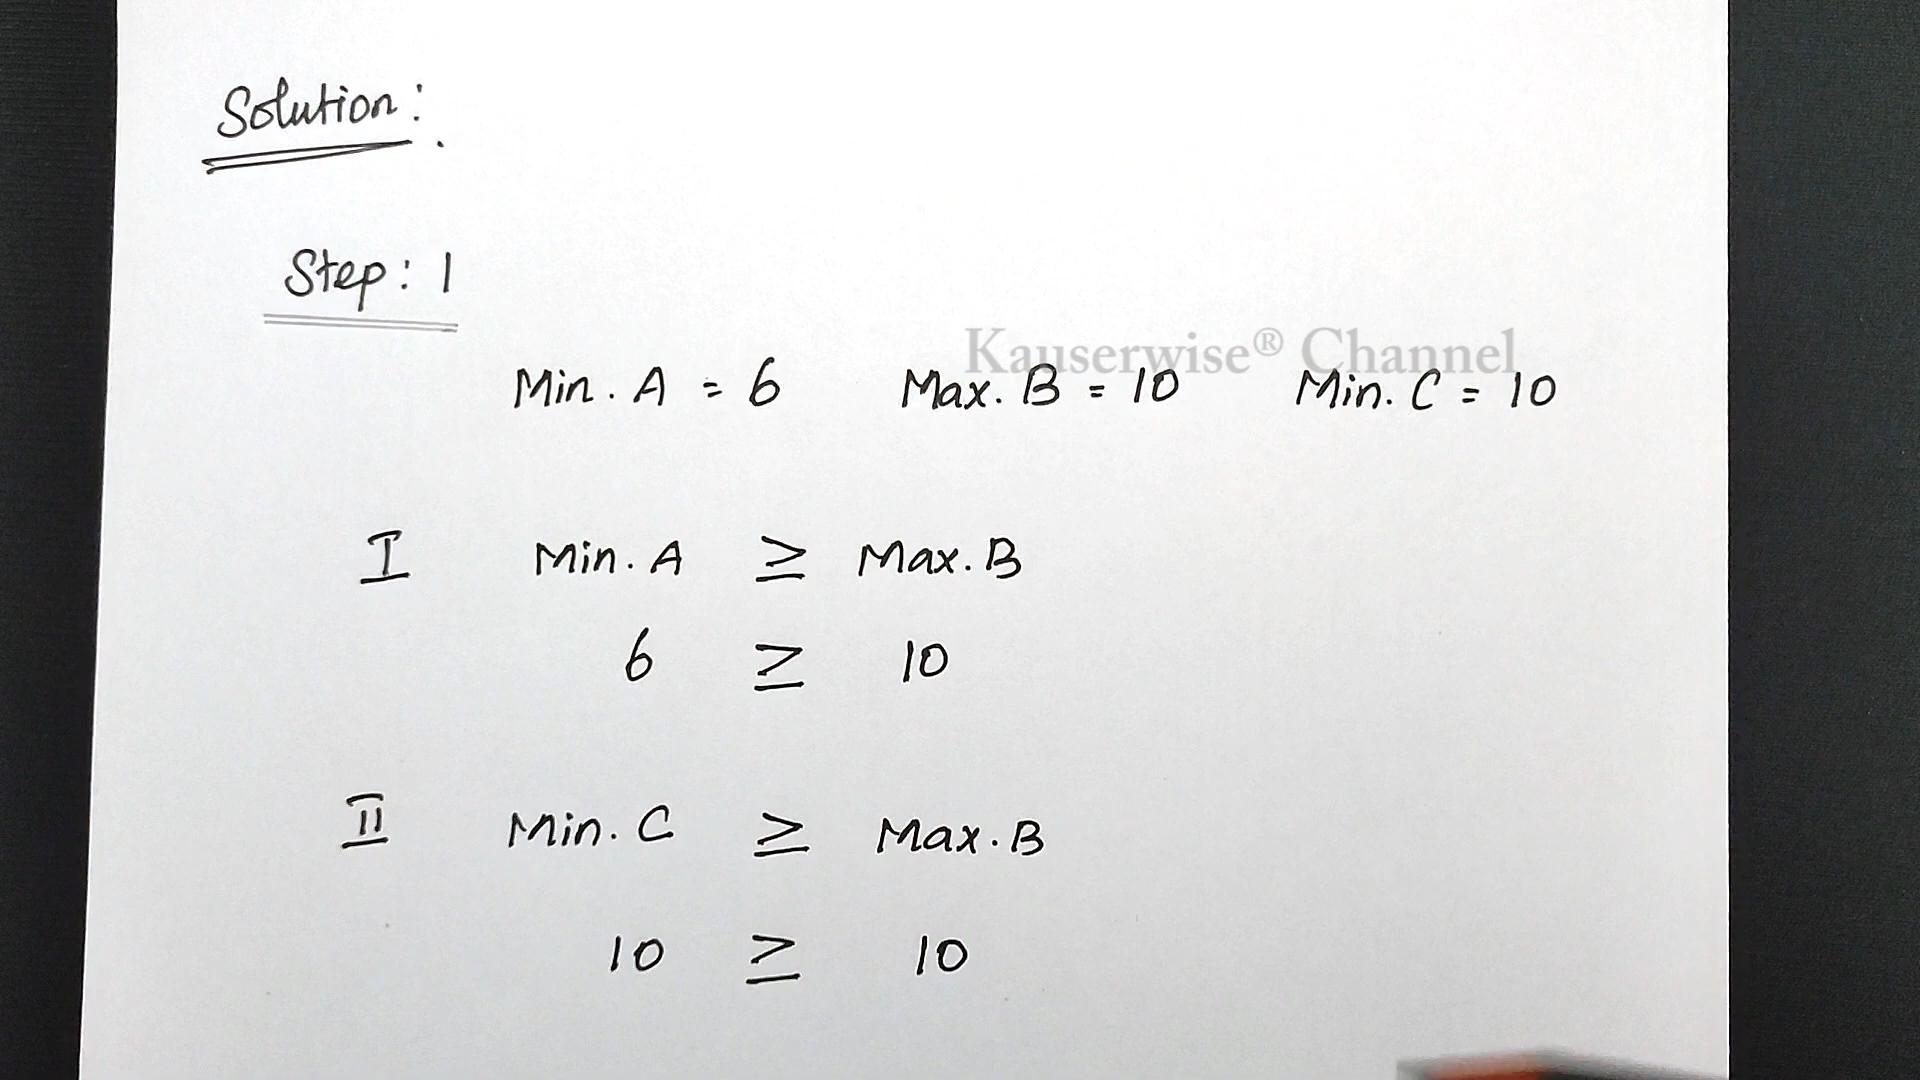 Solution:
Step: 1
Kauserwise® Channel
Min. A = 6 Max. B = 10 Min. C = 10
I Min. A ≥ Max. B
6 ≥ 10
II Min. C ≥ Max. B
10 ≥ 10